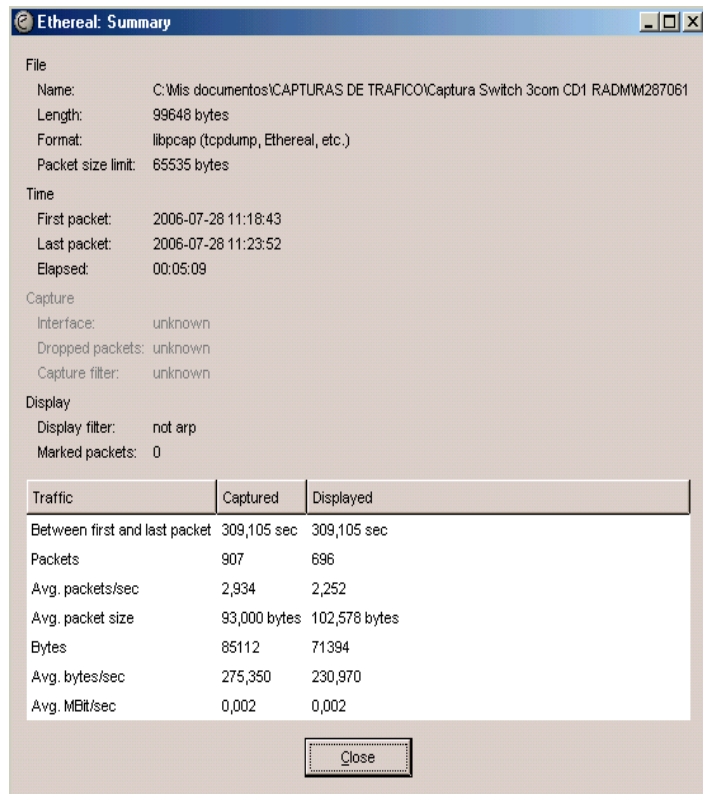 Ethereal: Summary
File
Name: C:\Mis documentos\CAPTURAS DE TRAFICO\Captura Switch 3com CD1 RADM\M287061
Length: 99648 bytes
Format: libpcap (tcpdump, Ethereal, etc.)
Packet size limit: 65535 bytes
Time
First packet: 2006-07-28 11:18:43
Last packet: 2006-07-28 11:23:52
Elapsed: 00:05:09
Capture
Interface: unknown
Dropped packets: unknown
Capture filter: unknown
Display
Display filter: not arp
Marked packets: 0
Traffic Captured Displayed
Between first and last packet 309,105 sec 309,105 sec
Packets 907 696
Avg. packets/sec 2,934 2,252
Avg. packet size 93,000 bytes 102,578 bytes
Bytes 85112 71394
Avg. bytes/sec 275,350 230,970
Avg. MBit/sec 0,002 0,002
Close